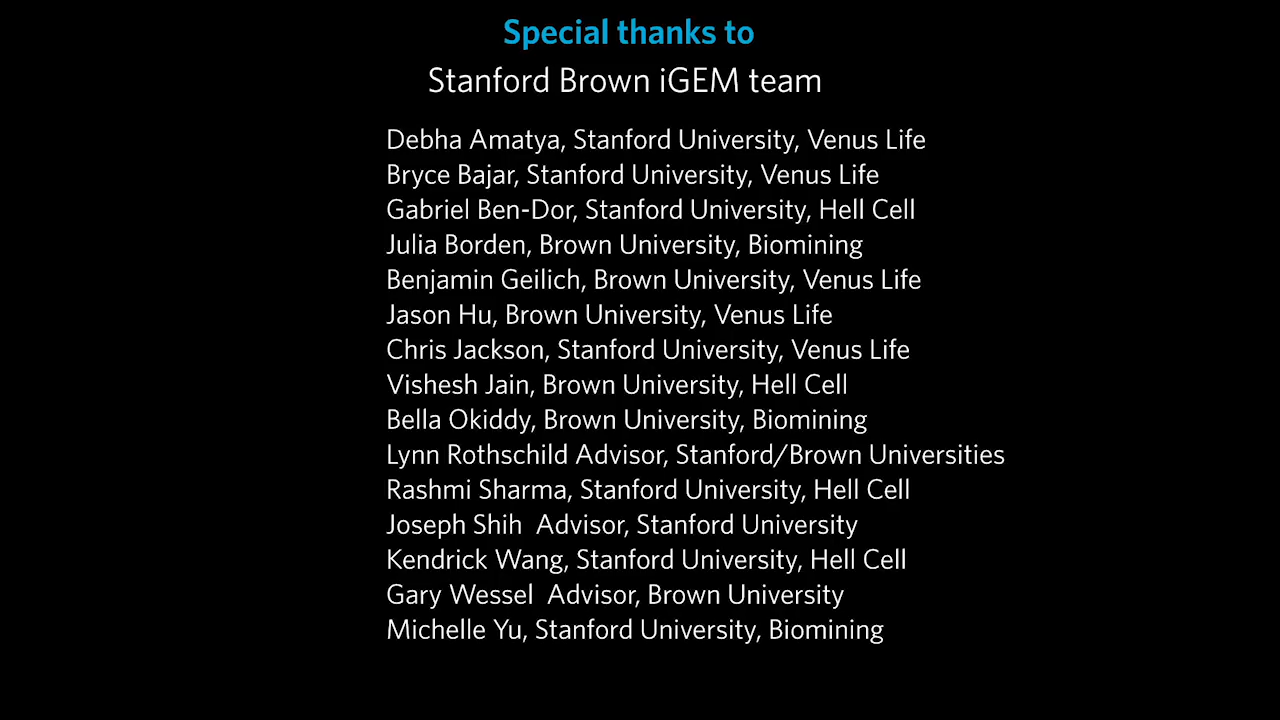 Special thanks to
Stanford Brown iGEM team
Debha Amatya, Stanford University, Venus Life
Bryce Bajar, Stanford University, Venus Life
Gabriel Ben-Dor, Stanford University, Hell Cell
Julia Borden, Brown University, Biomining
Benjamin Geilich, Brown University, Venus Life
Jason Hu, Brown University, Venus Life
Chris Jackson, Stanford University, Venus Life
Vishesh Jain, Brown University, Hell Cell
Bella Okiddy, Brown University, Biomining
Lynn Rothschild Advisor, Stanford/Brown Universities
Rashmi Sharma, Stanford University, Hell Cell
Joseph Shih  Advisor, Stanford University
Kendrick Wang, Stanford University, Hell Cell
Gary Wessel  Advisor, Brown University
Michelle Yu, Stanford University, Biomining